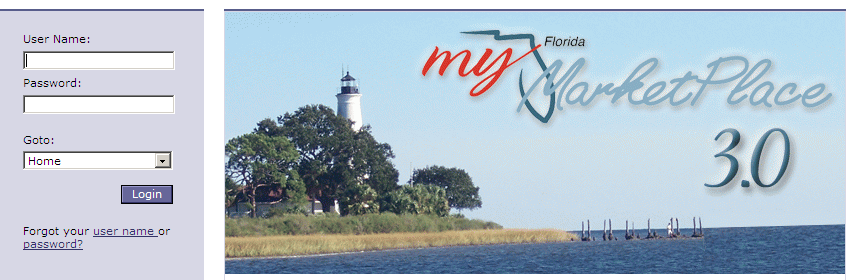 User Name:
Password:
Goto:
Home
Login
Forgot your user name or
password?
my Florida
MarketPlace
3.0